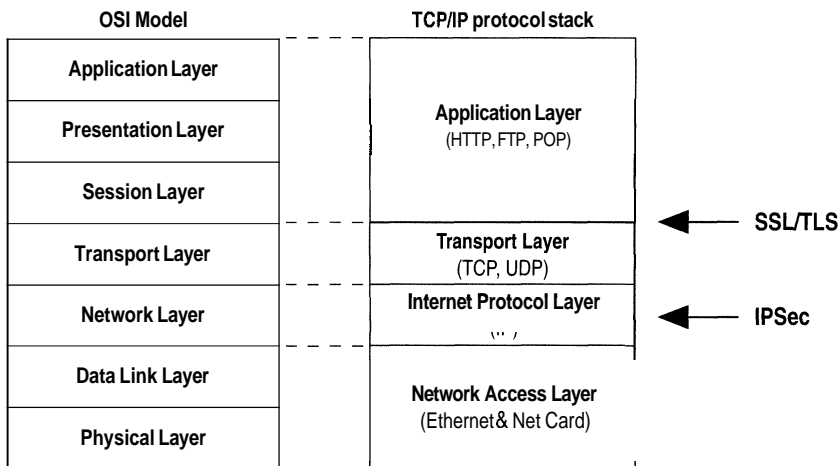 OSI Model
TCP/IP protocol stack
Application Layer
Presentation Layer
Session Layer
Transport Layer
Network Layer
Data Link Layer
Physical Layer
Application Layer
(HTTP, FTP, POP)
Transport Layer
(TCP, UDP)
Internet Protocol Layer
Network Access Layer
(Ethernet & Net Card)
SSL/TLS
IPSec